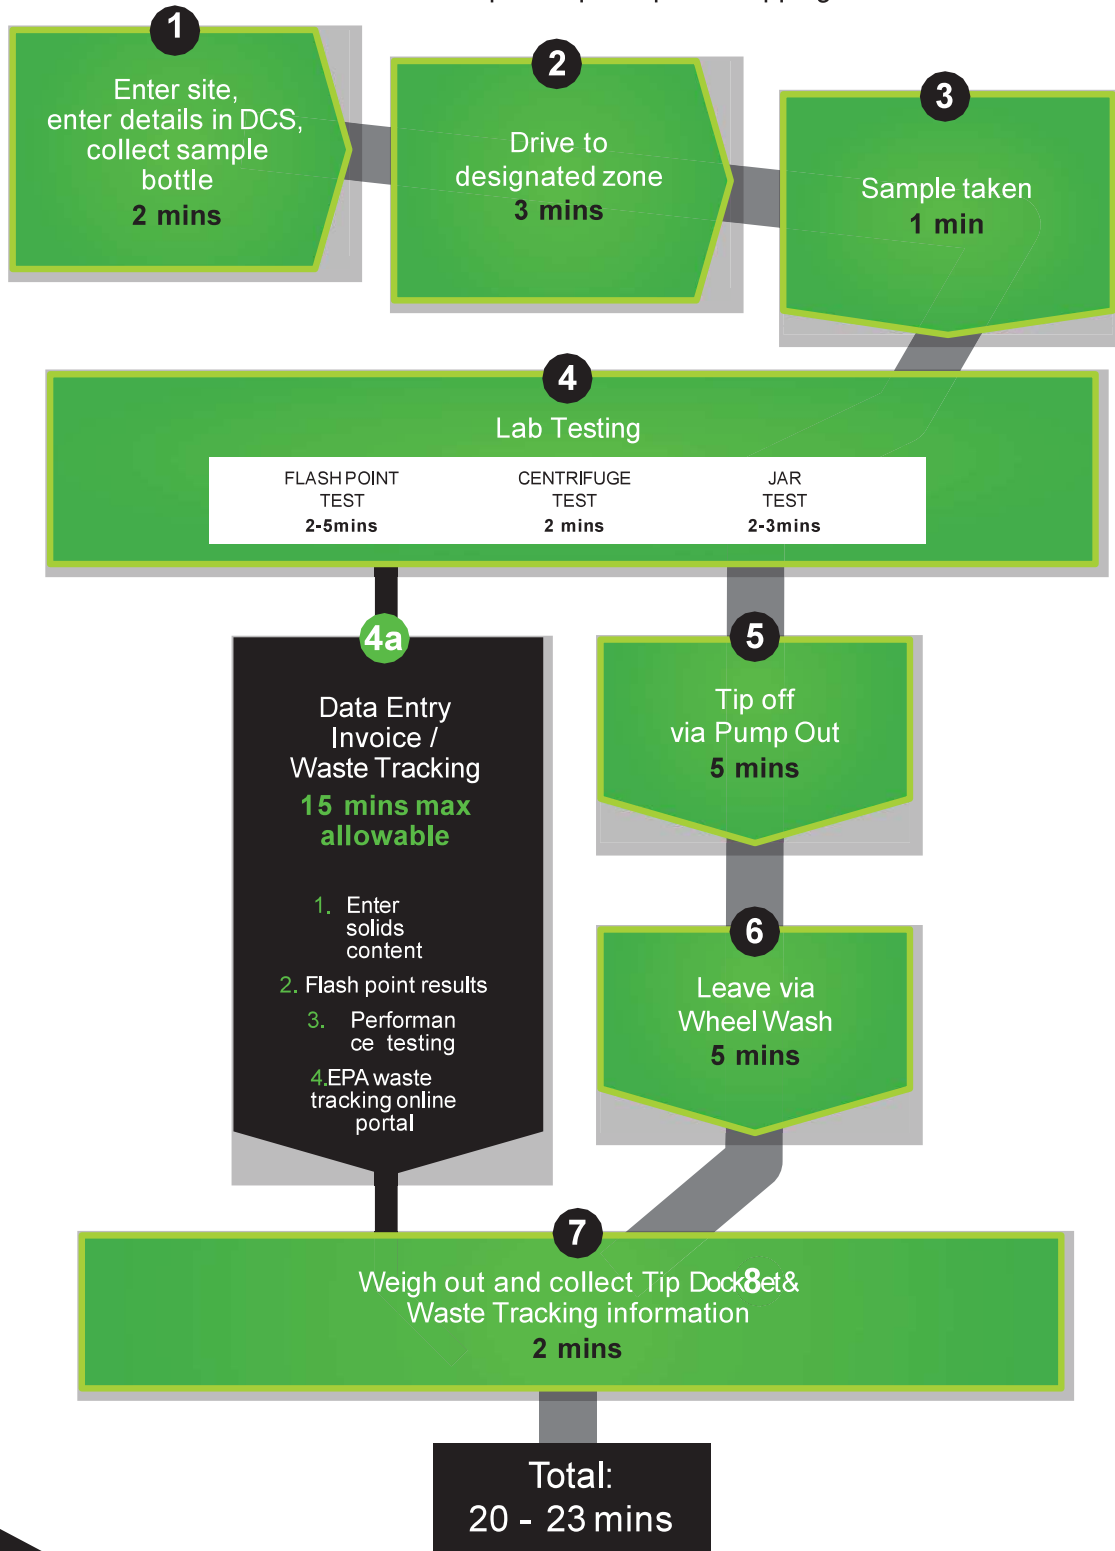 1
Enter site,
enter details in DCS,
collect sample
bottle
2 mins
2
Drive to
designated zone
3 mins
3
Sample taken
1 min
4
Lab Testing
FLASH POINT
TEST
2-5mins
CENTRIFUGE
TEST
2 mins
JAR
TEST
2-3mins
4a
Data Entry
Invoice /
Waste Tracking
15 mins max
allowable
1. Enter
solids
content
2. Flash point results
3. Performan
ce testing
4.EPA waste
tracking online
portal
5
Tip off
via Pump Out
5 mins
6
Leave via
Wheel Wash
5 mins
7
Weigh out and collect Tip Dock8et&
Waste Tracking information
2 mins
Total:
20 - 23 mins